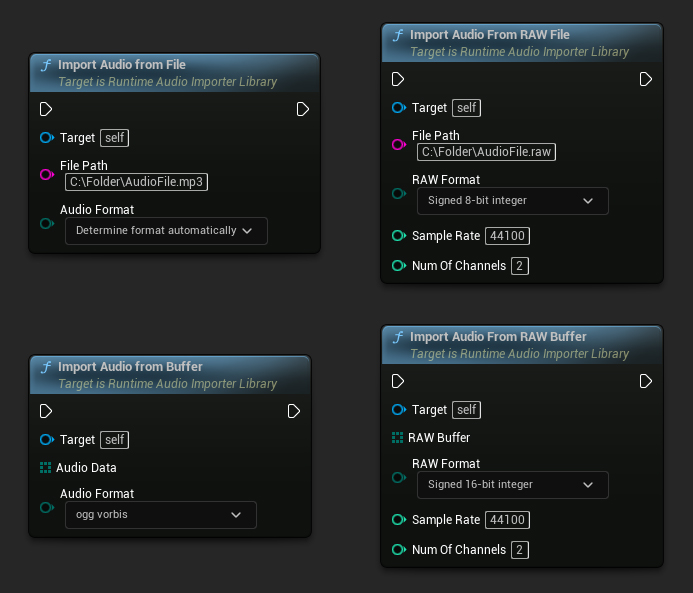 Import Audio from File
Target is Runtime Audio Importer Library
Target self
File Path
C:\Folder\AudioFile.mp3
Audio Format
Determine format automatically
Import Audio From RAW File
Target is Runtime Audio Importer Library
Target self
File Path
C:\Folder\AudioFile.raw
RAW Format
Signed 8-bit integer
Sample Rate 44100
Num Of Channels 2
Import Audio from Buffer
Target is Runtime Audio Importer Library
Target self
Audio Data
Audio Format
ogg vorbis
Import Audio From RAW Buffer
Target is Runtime Audio Importer Library
Target self
RAW Buffer
RAW Format
Signed 16-bit integer
Sample Rate 44100
Num Of Channels 2